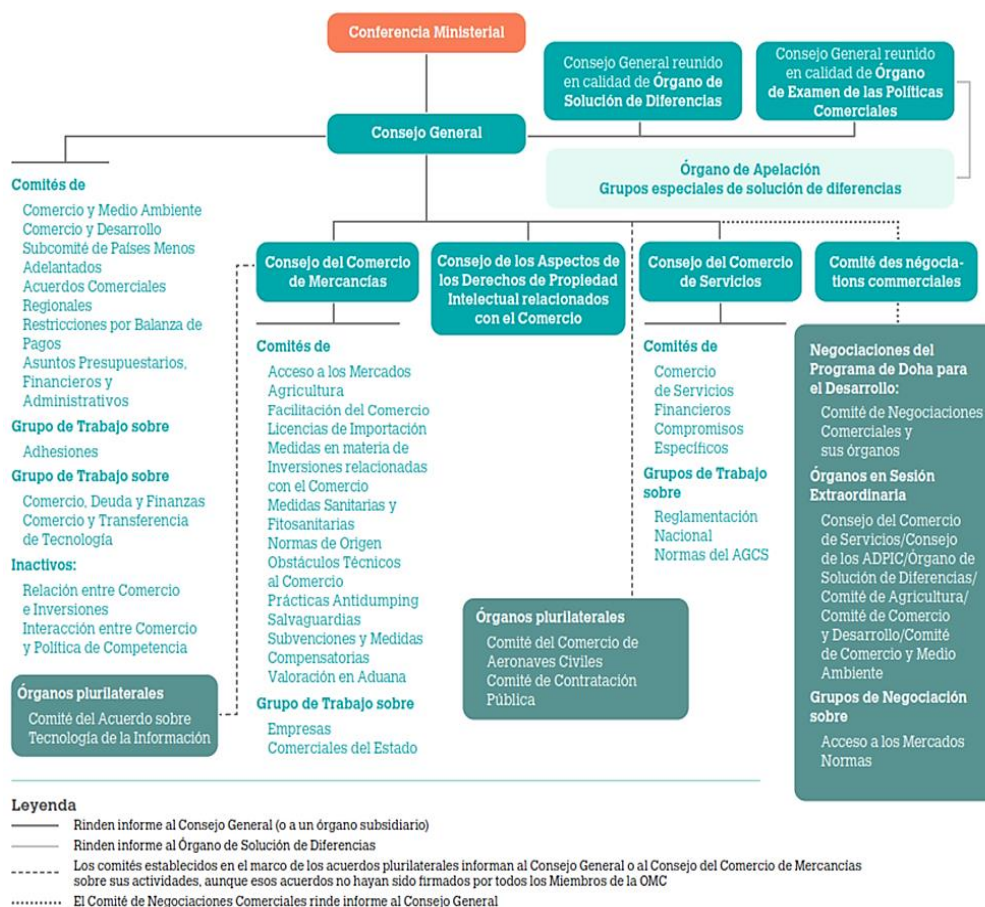 Conferencia Ministerial
Consejo General reunido
en calidad de Órgano de
Solución de Diferencias
Consejo General reunido
en calidad de Órgano
de Examen de las Políticas
Comerciales
Consejo General
Órgano de Apelación
Grupos especiales de solución de diferencias
Comités de
Comercio y Medio Ambiente
Comercio y Desarrollo
Subcomité de Países Menos
Adelantados
Acuerdos Comerciales
Regionales
Restricciones por Balanza de
Pagos
Asuntos Presupuestarios,
Financieros y
Administrativos
Grupo de Trabajo sobre
Adhesiones
Grupo de Trabajo sobre
Comercio, Deuda y Finanzas
Comercio y Transferencia
de Tecnología
Inactivos:
Relación entre Comercio
e Inversiones
Interacción entre Comercio
y Política de Competencia
Órganos plurilaterales
Comité del Acuerdo sobre
Tecnología de la Información
Consejo del Comercio
de Mercancías
Comités de
Acceso a los Mercados
Agricultura
Facilitación del Comercio
Licencias de Importación
Medidas en materia de
Inversiones relacionadas
con el Comercio
Medidas Sanitarias y
Fitosanitarias
Normas de Origen
Obstáculos Técnicos
al Comercio
Prácticas Antidumping
Salvaguardias
Subvenciones y Medidas
Compensatorias
Valoración en Aduana
Grupo de Trabajo sobre
Empresas
Comerciales del Estado
Consejo de los Aspectos de
los Derechos de Propiedad
Intelectual relacionados
con el Comercio
Órganos plurilaterales
Comité del Comercio de
Aeronaves Civiles
Comité de Contratación
Pública
Consejo del Comercio
de Servicios
Comités de
Comercio
de Servicios
Financieros
Compromisos
Específicos
Grupos de Trabajo
sobre
Reglamentación
Nacional
Normas del AGCS
Comité des négocia-
tions commerciales
Negociaciones del
Programa de Doha para
el Desarrollo:
Comité de Negociaciones
Comerciales y
sus órganos
Órganos en Sesión
Extraordinaria
Consejo del Comercio
de Servicios/Consejo
de los ADPIC/Órgano de
Solución de Diferencias/
Comité de Agricultura/
Comité de Comercio
y Desarrollo/Comité
de Comercio y Medio
Ambiente
Grupos de Negociación
sobre
Acceso a los Mercados
Normas
Leyenda
Rinden informe al Consejo General (o a un órgano subsidiario)
Rinden informe al Órgano de Solución de Diferencias
Los comités establecidos en el marco de los acuerdos plurilaterales informan al Consejo General o al Consejo del Comercio de Mercancías
sobre sus actividades, aunque esos acuerdos no hayan sido firmados por todos los Miembros de la OMC
El Comité de Negociaciones Comerciales rinde informe al Consejo General